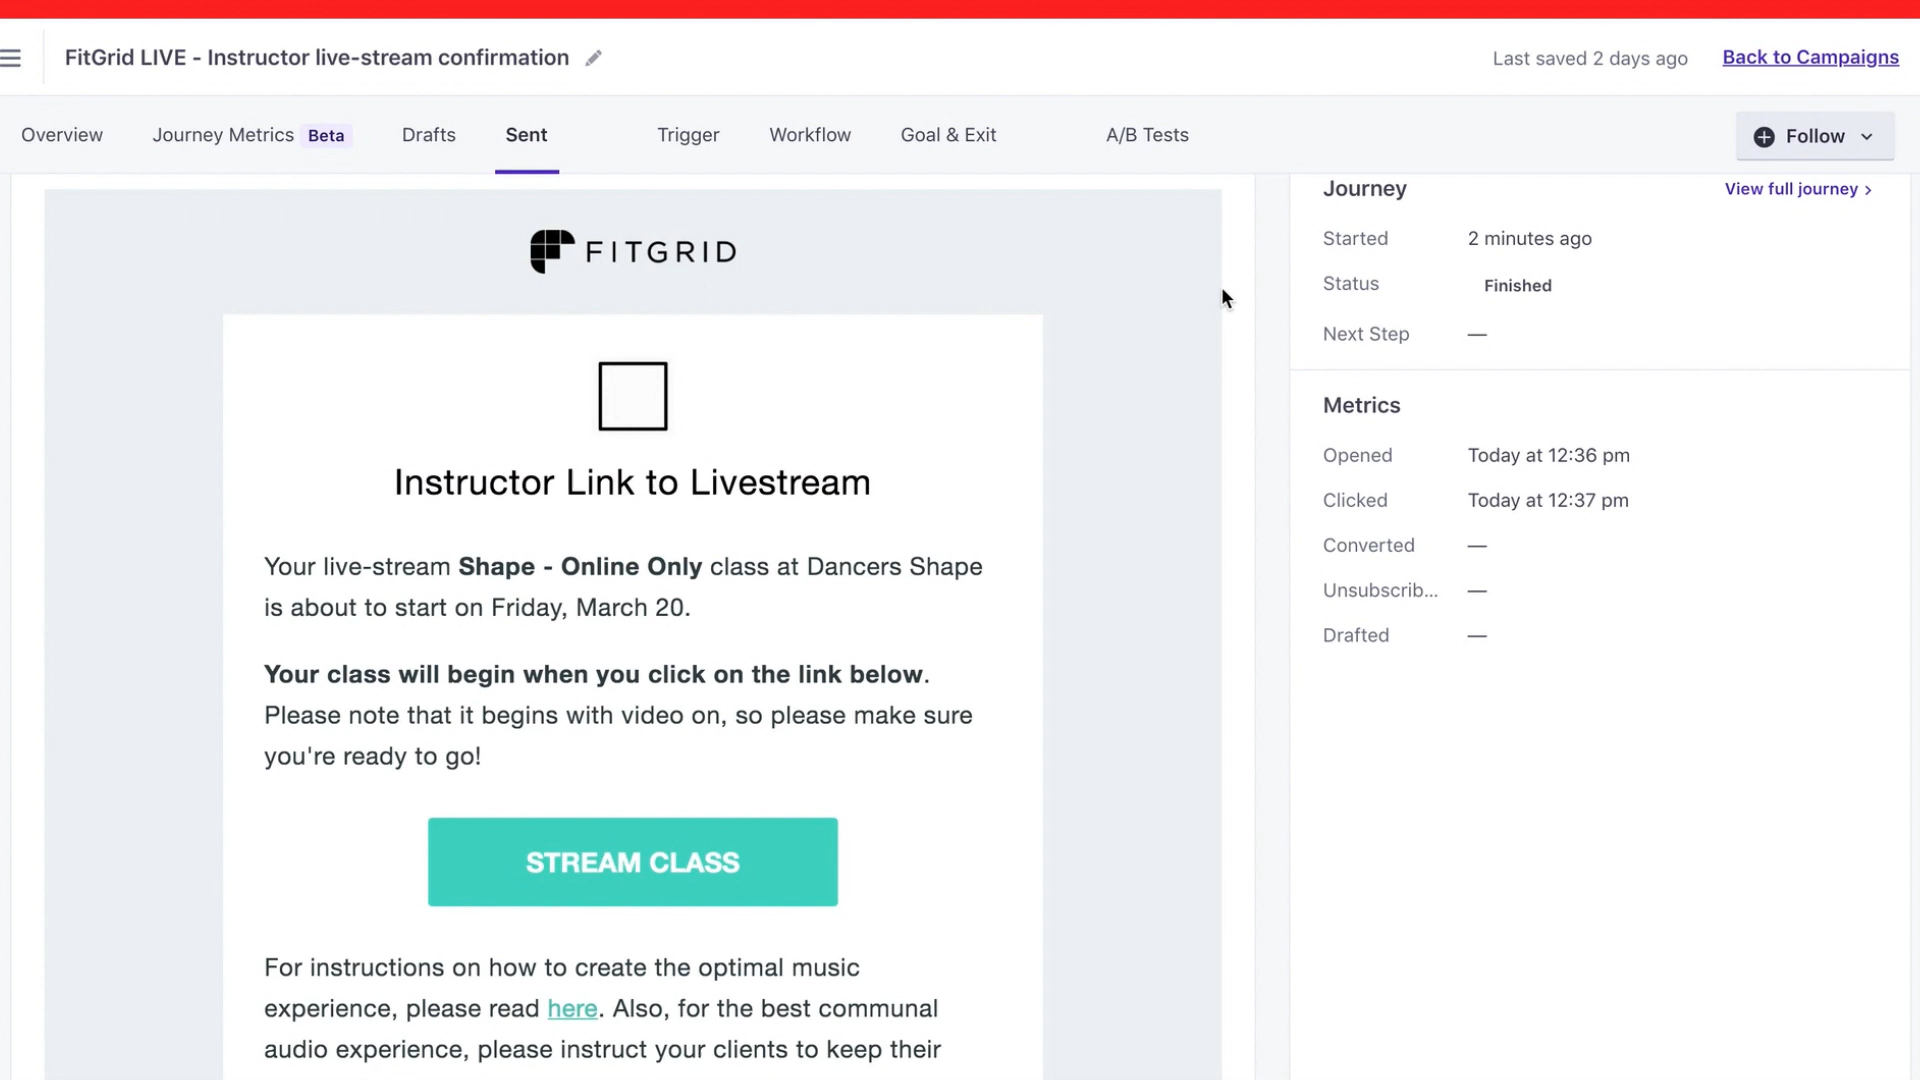 FitGrid LIVE - Instructor live-stream confirmation
Last saved 2 days ago
Back to Campaigns
Overview
Journey Metrics Beta
Drafts
Sent
Trigger
Workflow
Goal & Exit
A/B Tests
Follow
FITGRID
Instructor Link to Livestream
Your live-stream Shape - Online Only class at Dancers Shape
is about to start on Friday, March 20.
Your class will begin when you click on the link below.
Please note that it begins with video on, so please make sure
you're ready to go!
STREAM CLASS
For instructions on how to create the optimal music
experience, please read here. Also, for the best communal
audio experience, please instruct your clients to keep their
Journey
View full journey >
Started 2 minutes ago
Status Finished
Next Step —
Metrics
Opened Today at 12:36 pm
Clicked Today at 12:37 pm
Converted —
Unsubscrib... —
Drafted —